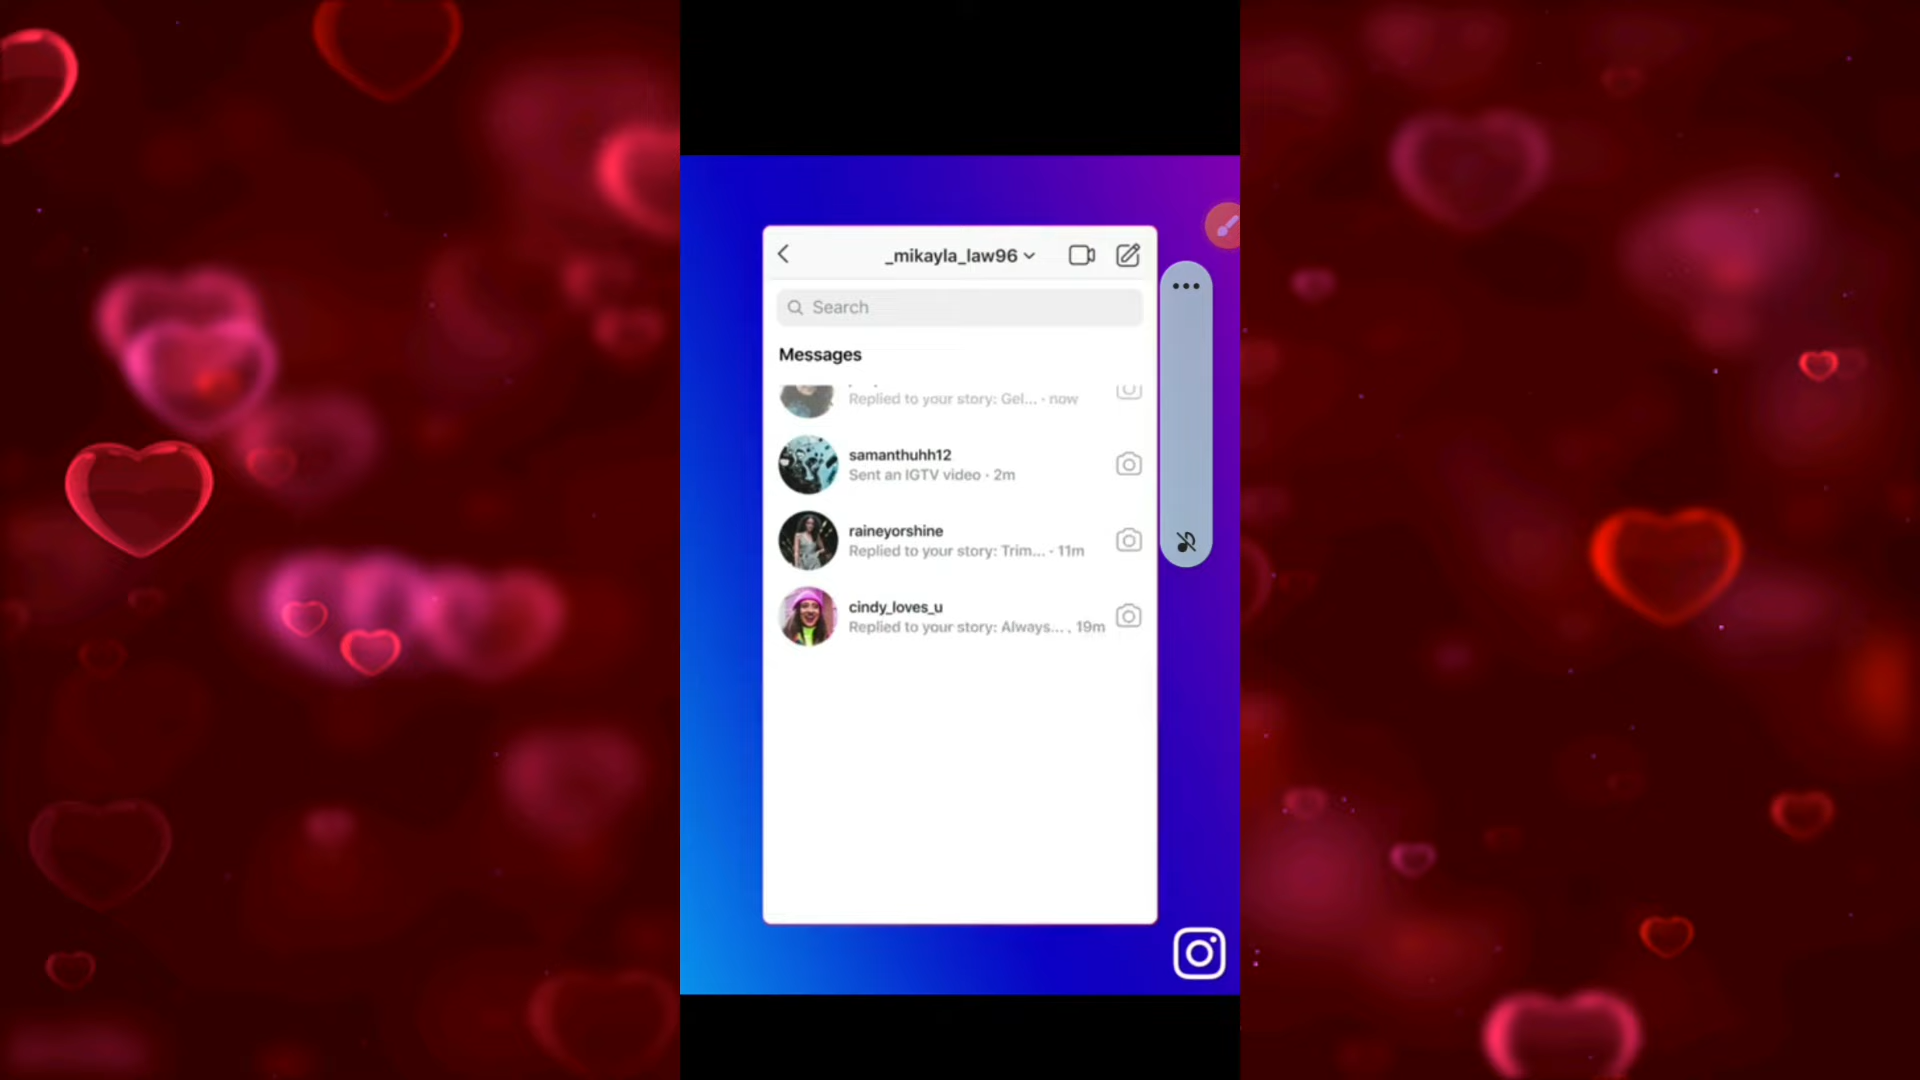 _mikayla_law96
Search
Messages
Replied to your story: Gel... · now
samanthuhh12
Sent an IGTV video · 2m
raineyorshine
Replied to your story: Trim... · 11m
cindy_loves_u
Replied to your story: Always... . 19m